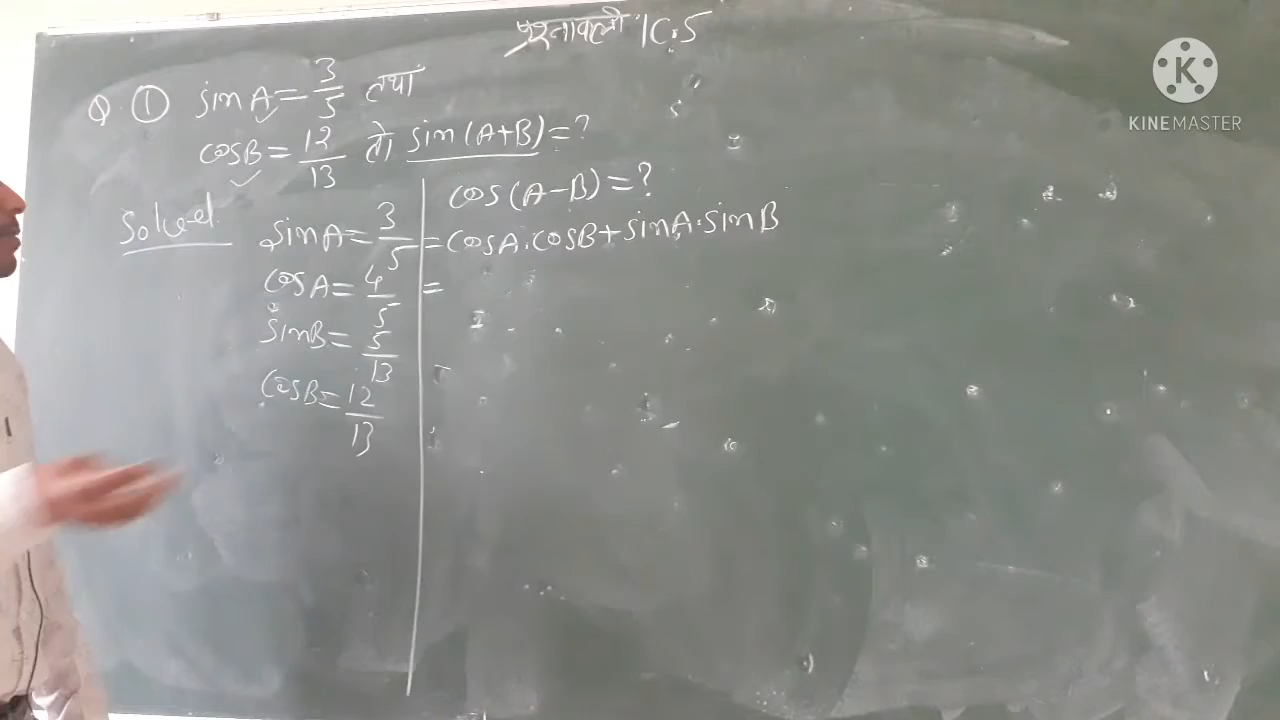 प्रश्नावली 10.5
Q. ① sin A = 3/5 तथा
cos B = 12/13 तो sin (A+B) = ?
cos (A-B) = ?
= cos A . cos B + sin A . sin B
=
Solved.
sin A = 3/5
cos A = 4/5
sin B = 5/13
cos B = 12/13
KINEMASTER